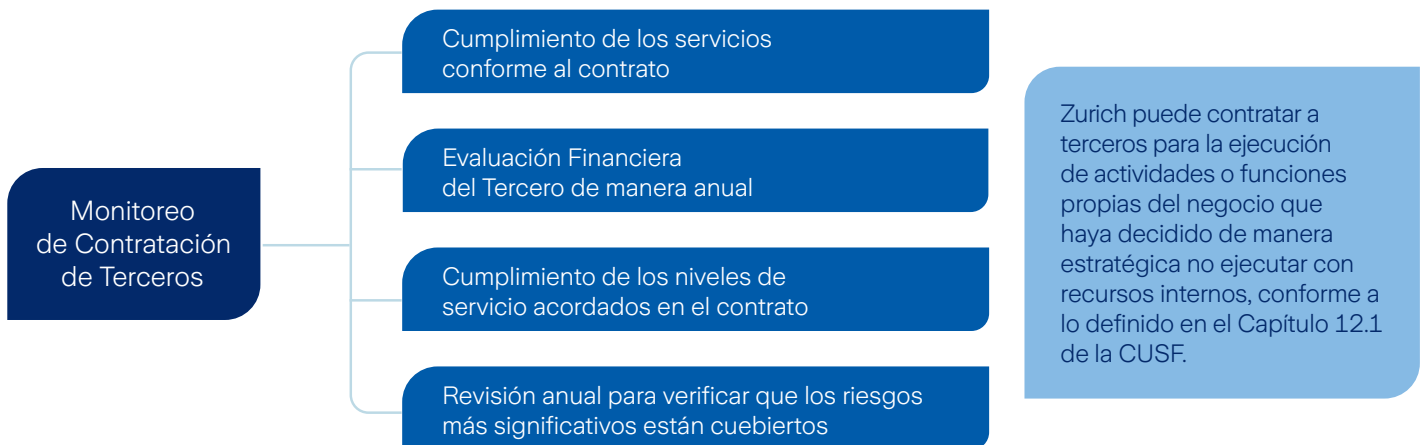 Monitoreo
de Contratación
de Terceros
Cumplimiento de los servicios
conforme al contrato
Evaluación Financiera
del Tercero de manera anual
Cumplimiento de los niveles de
servicio acordados en el contrato
Revisión anual para verificar que los riesgos
más significativos están cuebiertos
Zurich puede contratar a
terceros para la ejecución
de actividades o funciones
propias del negocio que
haya decidido de manera
estratégica no ejecutar con
recursos internos, conforme a
lo definido en el Capítulo 12.1
de la CUSF.